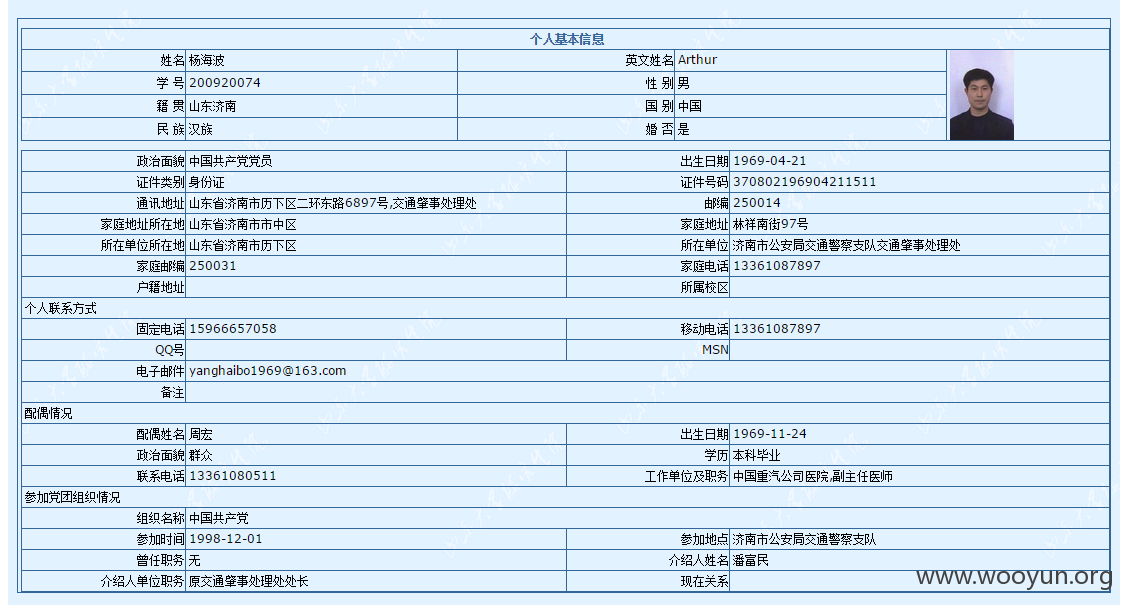 个人基本信息
姓名 杨海波 英文姓名 Arthur
学 号 200920074 性 别 男
籍 贯 山东济南 国 别 中国
民 族 汉族 婚 否 是
政治面貌 中国共产党党员 出生日期 1969-04-21
证件类别 身份证 证件号码 370802196904211511
通讯地址 山东省济南市历下区二环东路6897号,交通肇事处理处 邮编 250014
家庭地址所在地 山东省济南市市中区 家庭地址 林祥南街97号
所在单位所在地 山东省济南市历下区 所在单位 济南市公安局交通警察支队交通肇事处理处
家庭邮编 250031 家庭电话 13361087897
户籍地址 所属校区
个人联系方式
固定电话 15966657058 移动电话 13361087897
QQ号 MSN
电子邮件 yanghaibo1969@163.com
备注
配偶情况
配偶姓名 周宏 出生日期 1969-11-24
政治面貌 群众 学历 本科毕业
联系电话 13361080511 工作单位及职务 中国重汽公司医院,副主任医师
参加党团组织情况
组织名称 中国共产党
参加时间 1998-12-01 参加地点 济南市公安局交通警察支队
曾任职务 无 介绍人姓名 潘富民
介绍人单位职务 原交通肇事处理处处长 现在关系
www.wooyun.org